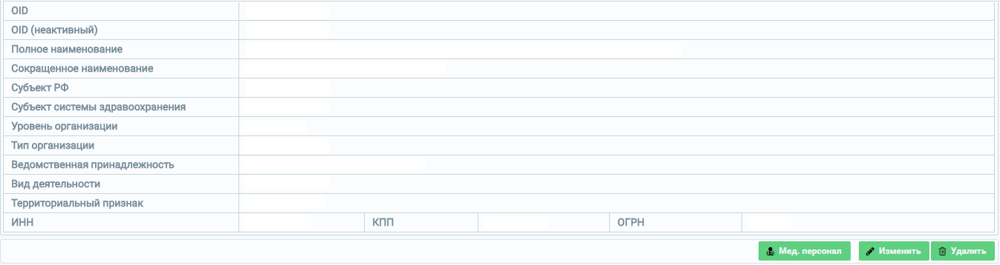 OID
OID (неактивный)
Полное наименование
Сокращенное наименование
Субъект РФ
Субъект системы здравоохранения
Уровень организации
Тип организации
Ведомственная принадлежность
Вид деятельности
Территориальный признак
ИНН КПП ОГРН
Мед. персонал Изменить Удалить